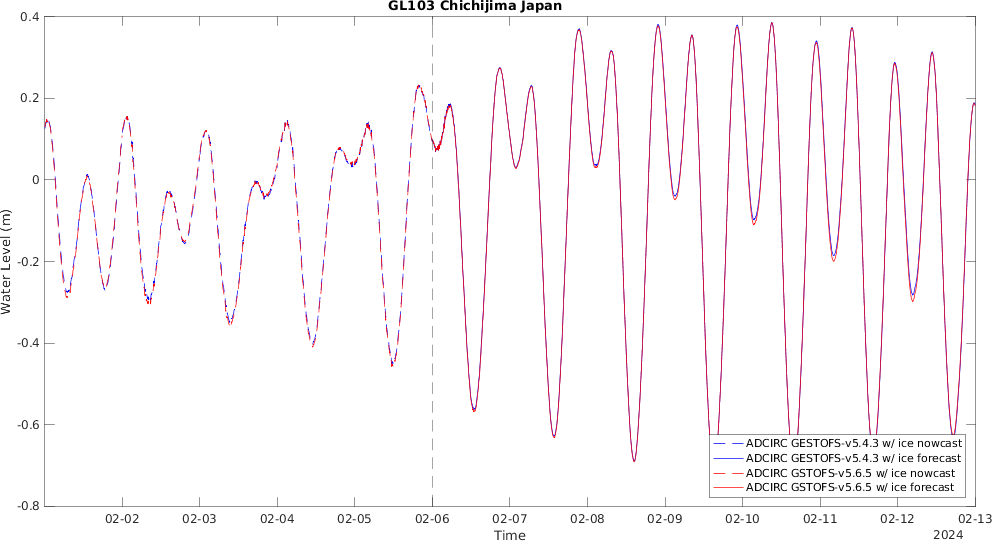 GL103 Chichijima Japan
0.4
0.2
0
-0.2
-0.4
-0.6
-0.8
Water Level (m)
ADCIRC GESTOFS-v5.4.3 w/ ice nowcast
ADCIRC GESTOFS-v5.4.3 w/ ice forecast
ADCIRC GSTOFS-v5.6.5 w/ ice nowcast
ADCIRC GSTOFS-v5.6.5 w/ ice forecast
02-02 02-03 02-04 02-05 02-06 02-07 02-08 02-09 02-10 02-11 02-12 02-13
Time
2024